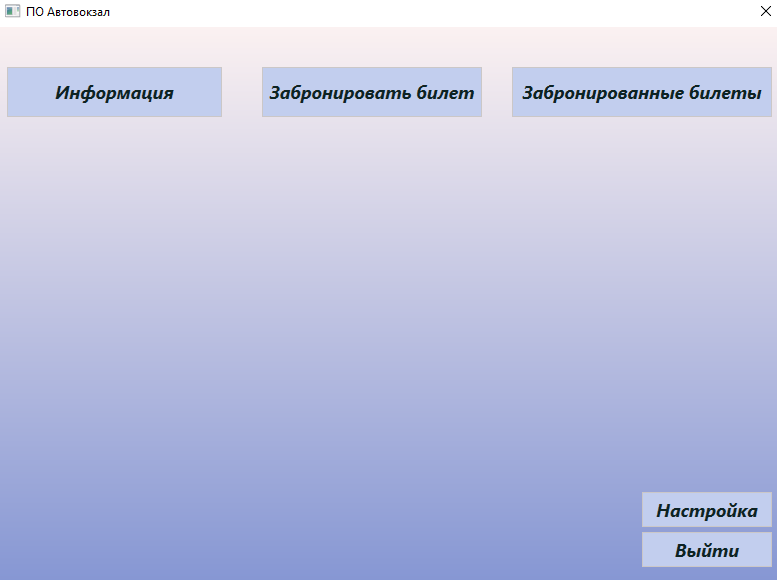 ПО Автовокзал
Информация
Забронировать билет
Забронированные билеты
Настройка
Выйти